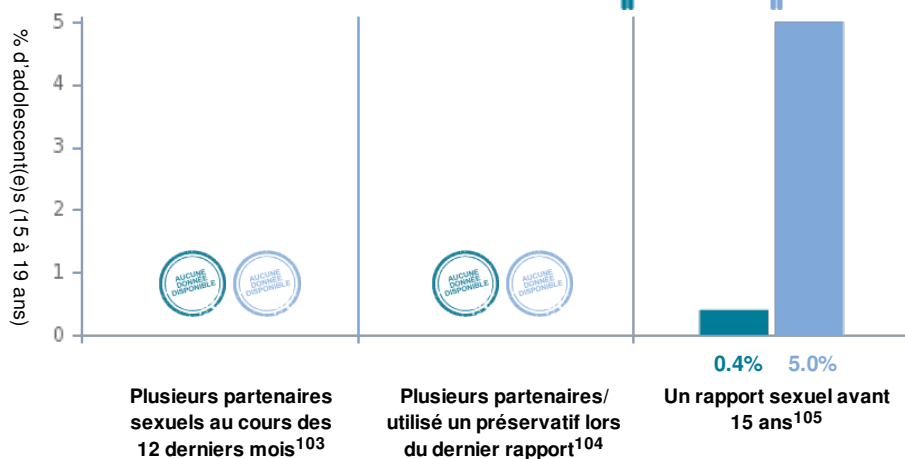 % d'adolescent(e)s (15 à 19 ans)
5
4
3
2
1
0
AUCUNE
DONNÉE
DISPONIBLE
AUCUNE
DONNÉE
DISPONIBLE
AUCUNE
DONNÉE
DISPONIBLE
AUCUNE
DONNÉE
DISPONIBLE
0.4% 5.0%
Plusieurs partenaires
sexuels au cours des
12 derniers mois103
Plusieurs partenaires/
utilisé un préservatif lors
du dernier rapport104
Un rapport sexuel avant
15 ans105